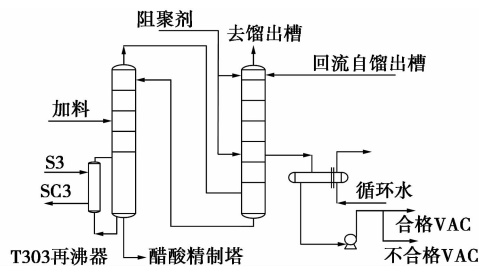 阻聚剂
去馏出槽
回流自馏出槽
加料
S3
SC3
循环水
合格VAC
T303再沸器
醋酸精制塔
不合格VAC